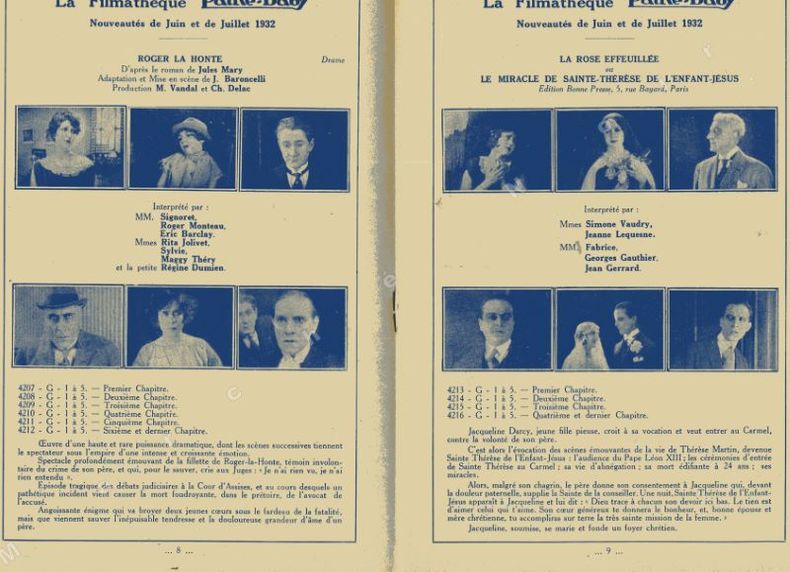 La Filmathèque Pathé-Baby
Nouveautés de Juin et de Juillet 1932
ROGER LA HONTE
Drame
D'après le roman de Jules Mary
Adaptation et Mise en scène de J. Baroncelli
Production M. Vandal et Ch. Delac
Interprété par :
MM. Signoret,
Roger Monteau,
Eric Barclay.
Mmes Rita Jolivet,
Sylvie,
Maggy Théry
et la petite Régine Dumien.
4207 - G - 1 à 5. — Premier Chapitre.
4208 - G - 1 à 5. — Deuxième Chapitre.
4209 - G - 1 à 5. — Troisième Chapitre.
4210 - G - 1 à 5. — Quatrième Chapitre.
4211 - G - 1 à 5. — Cinquième Chapitre.
4212 - G - 1 à 5. — Sixième et dernier Chapitre.
Œuvre d'une haute et rare poissance dramatique, dont les scènes successives tiennent
le spectateur sous l'empire d'une intense et croissante émotion.
Spectacle profondément émouvant de la fillette de Roger-la-Honte, témoin involon-
taire du crime de son père, et qui, pour le sauver, crie aux Juges : « Je n'ai rien vu, je n'ai
rien entendu ».
Episode tragique des débats judiciaires à la Cour d'Assises, et au cours desquels un
pathétique incident vient causer la mort foudroyante, dans le prétoire, de l'avocat de
l'accusé.
Angoissante énigme qui va broyer deux jeunes cœurs sous le fardeau de la fatalité,
mais que viennent sauver l'inépuisable tendresse et la douloureuse grandeur d'âme d'un
père.
... 8 ...
La Filmathèque Pathé-Baby
Nouveautés de Juin et de Juillet 1932
LA ROSE EFFEUILLÉE
ou
LE MIRACLE DE SAINTE-THÉRÈSE DE L'ENFANT-JÉSUS
Edition Bonne Presse, 5, rue Bayard, Paris
Interprété par :
Mmes Simone Vaudry,
Jeanne Lequesne.
MM. Fabrice,
Georges Gauthier,
Jean Gerrard.
4213 - G - 1 à 5. — Premier Chapitre.
4214 - G - 1 à 5. — Deuxième Chapitre.
4215 - G - 1 à 5. — Troisième Chapitre.
4216 - G - 1 à 5. — Quatrième et dernier Chapitre.
Jacqueline Darcy, jeune fille pieuse, croit à sa vocation et veut entrer au Carmel,
contre la volonté de son père.
C'est alors l'évocation des scènes émouvantes de la vie de Thérèse Martin, devenue
Sainte Thérèse de l'Enfant-Jésus : l'audience du Pape Léon XIII ; les cérémonies d'entrée
de Sainte Thérèse au Carmel ; sa vie d'abnégation ; sa mort édifiante à 24 ans ; ses
miracles.
Alors, malgré son chagrin, le père donne son consentement à Jacqueline qui, devant
la douleur paternelle, supplie la Sainte de la conseiller. Une nuit, Sainte Thérèse de l'Enfant-
Jésus apparaît à Jacqueline et lui dit : « Dieu trace à chacun son devoir ici bas. Le tien est
d'aimer celui qui t'aime. Son cœur généreux te donnera le bonheur, et, bonne épouse et
mère chrétienne, tu accompliras sur terre la très sainte mission de la femme. »
Jacqueline, soumise, se marie et fonde un foyer chrétien.
... 9 ...